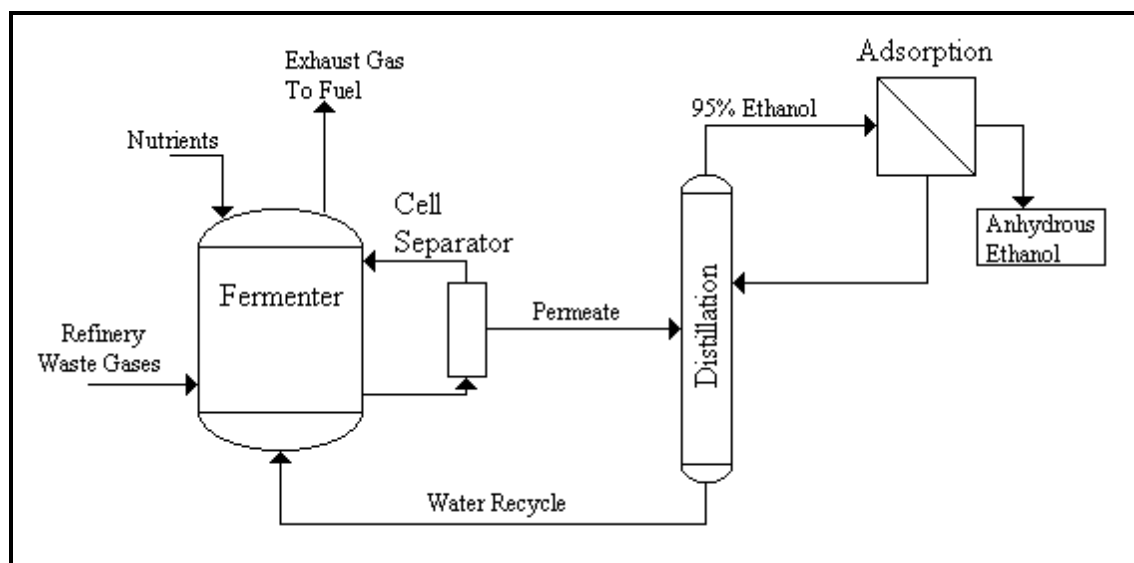 Adsorption
Exhaust Gas
To Fuel
95% Ethanol
Nutrients
Cell
Separator
Anhydrous
Ethanol
Fermenter
Permeate
Distillation
Refinery
Waste Gases
Water Recycle